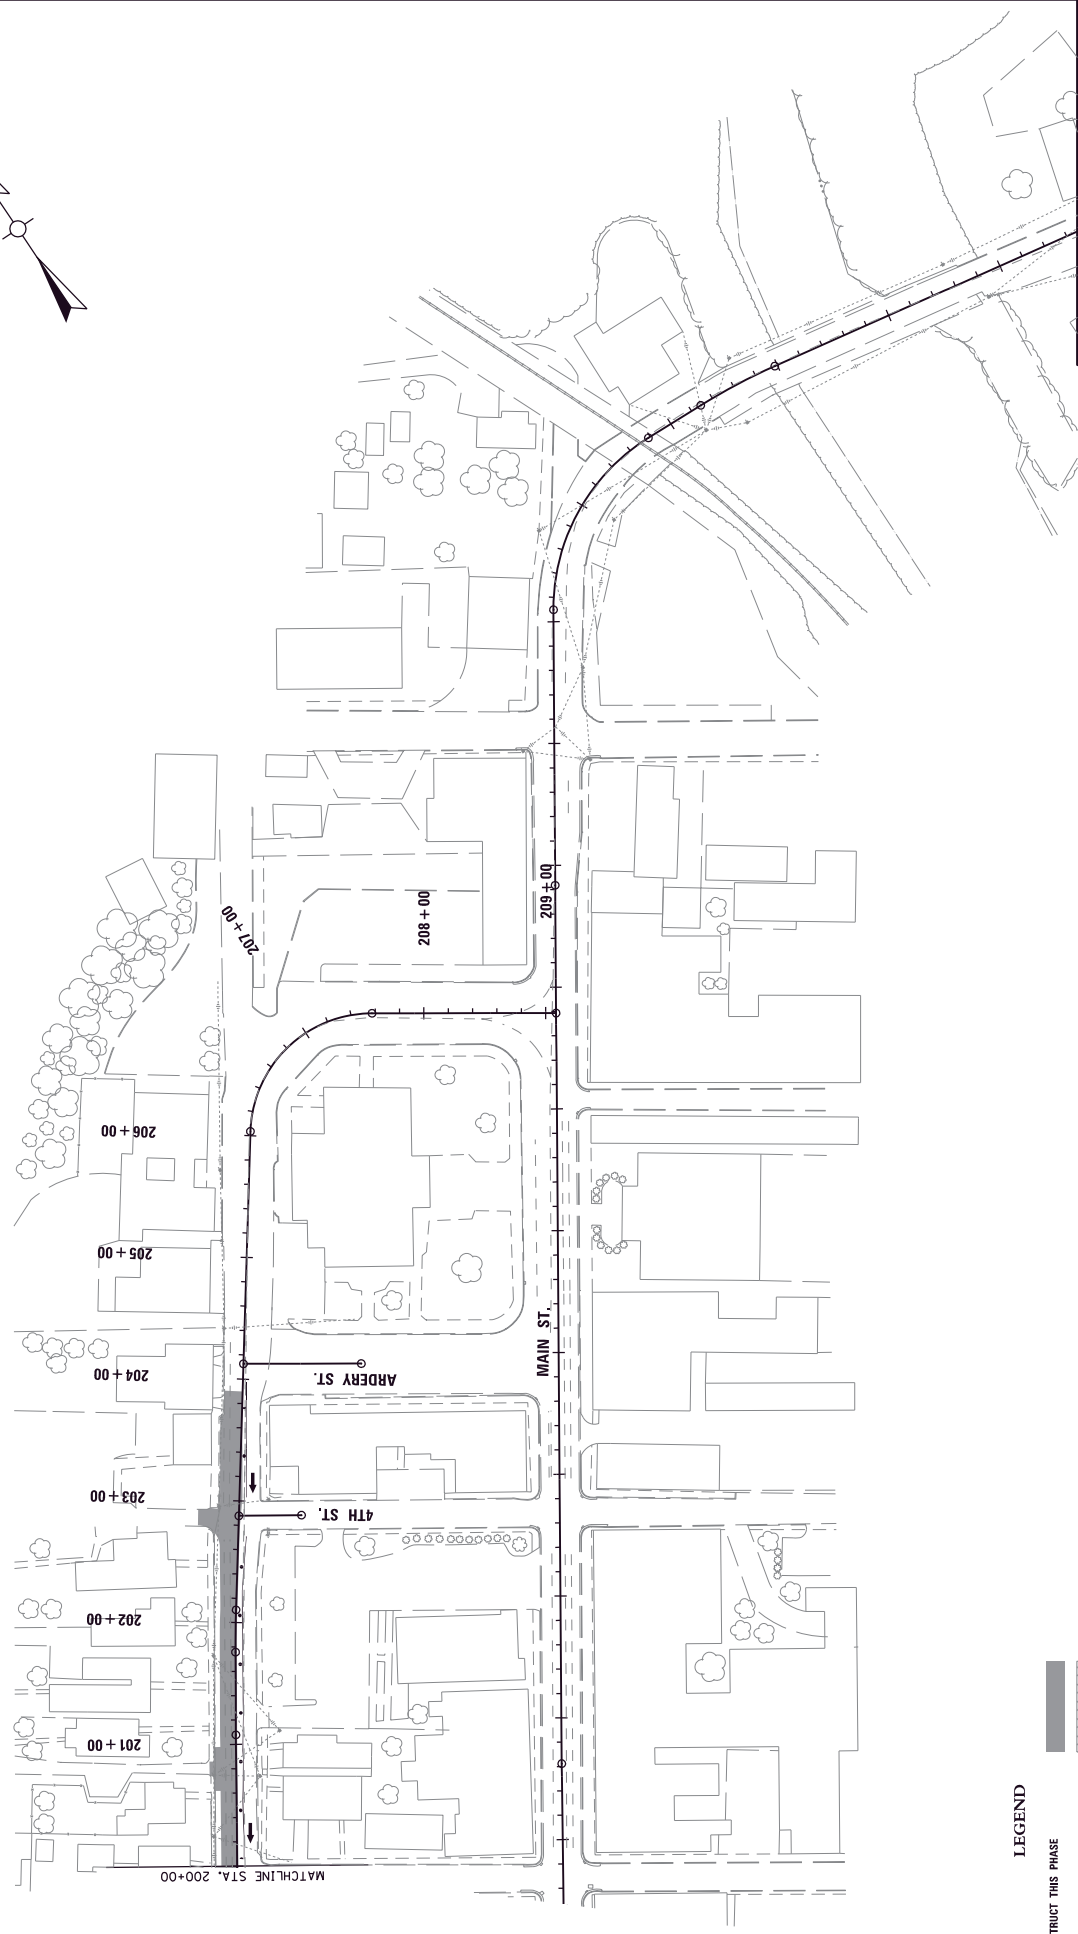 207+00
208+00
209+00
206+00
205+00
204+00
203+00
202+00
201+00
MAIN ST.
ARDERY ST.
4TH ST.
MATCHLINE STA. 200+00
LEGEND
TRUCT THIS PHASE